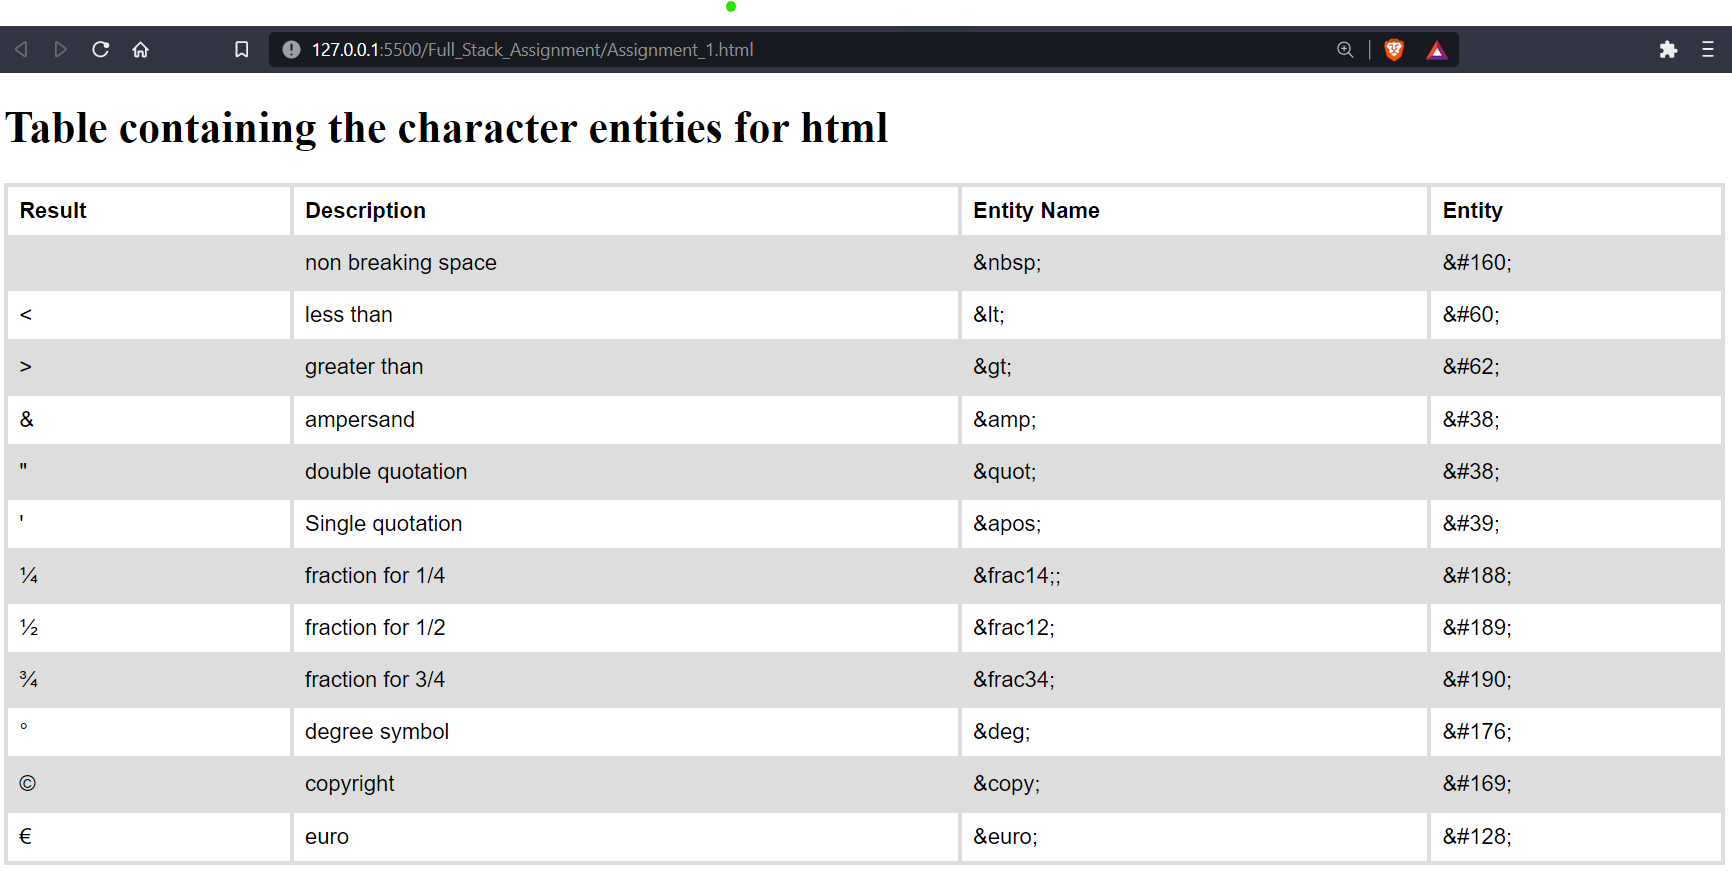 127.0.0.1:5500/Full_Stack_Assignment/Assignment_1.html
Table containing the character entities for html
Result Description Entity Name Entity
non breaking space &nbsp; &#160;
< less than &lt; &#60;
> greater than &gt; &#62;
& ampersand &amp; &#38;
" double quotation &quot; &#38;
' Single quotation &apos; &#39;
¼ fraction for 1/4 &frac14;; &#188;
½ fraction for 1/2 &frac12; &#189;
¾ fraction for 3/4 &frac34; &#190;
° degree symbol &deg; &#176;
© copyright &copy; &#169;
€ euro &euro; &#128;